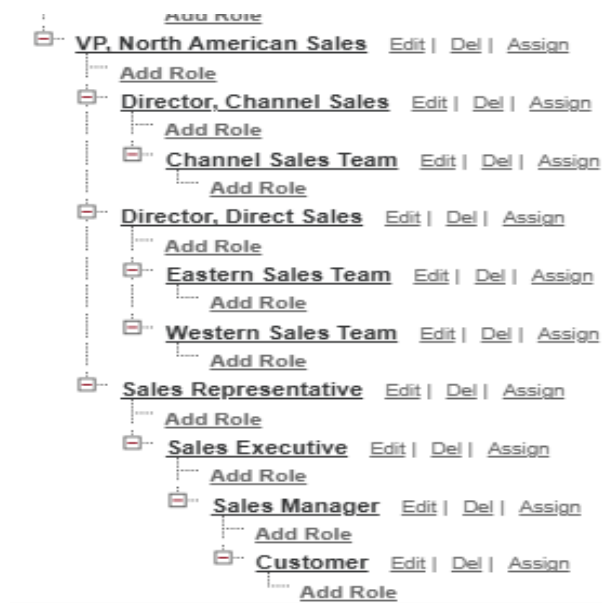 Add Role
VP, North American Sales Edit | Del | Assign
Add Role
Director, Channel Sales Edit | Del | Assign
Add Role
Channel Sales Team Edit | Del | Assign
Add Role
Director, Direct Sales Edit | Del | Assign
Add Role
Eastern Sales Team Edit | Del | Assign
Add Role
Western Sales Team Edit | Del | Assign
Add Role
Sales Representative Edit | Del | Assign
Add Role
Sales Executive Edit | Del | Assign
Add Role
Sales Manager Edit | Del | Assign
Add Role
Customer Edit | Del | Assign
Add Role